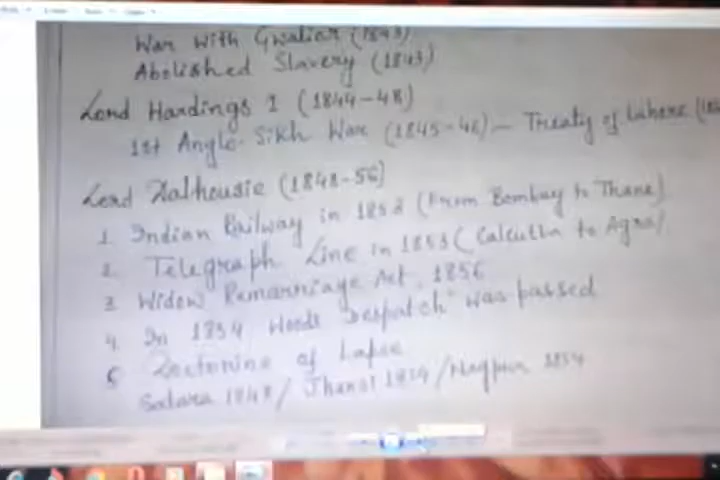 War with Gwalior (1843)
Abolished Slavery (1843)
Lord Hardings I (1844-48)
1st Anglo-Sikh War (1845-46) - Treaty of Lahore
Lord Dalhousie (1848-56)
1. Indian Railway in 1853 (From Bombay to Thane)
2. Telegraph Line in 1853 (Calcutta to Agra)
3 Widow Remarriage Act, 1856
4. In 1854 Woods Despatch was passed
5 Doctorine of Lapse
Satara 1848/ Jhansi 1854/ Nagpur 1854